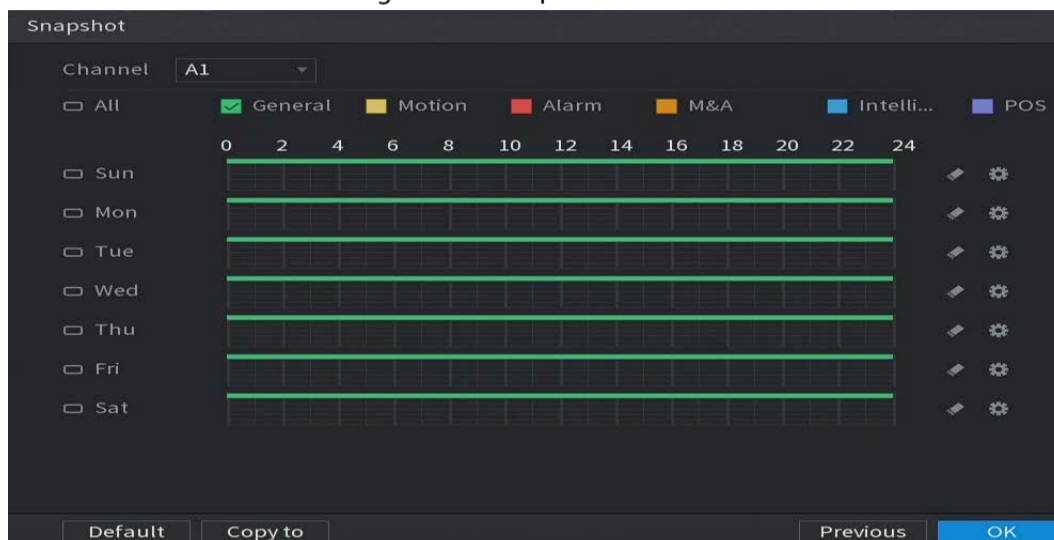 Snapshot
Channel A1
All General Motion Alarm M&A Intelli... POS
0 2 4 6 8 10 12 14 16 18 20 22 24
Sun
Mon
Tue
Wed
Thu
Fri
Sat
Default Copy to Previous OK